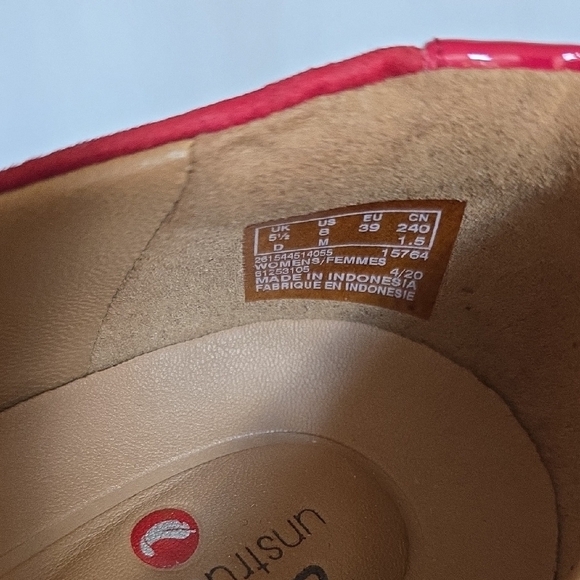 UK US EU CN
5½ 8 39 240
D M 1.5
261544514055 15764
WOMENS/FEMMES
61253105 4/20
MADE IN INDONESIA
FABRIQUE EN INDONESIE
unstru